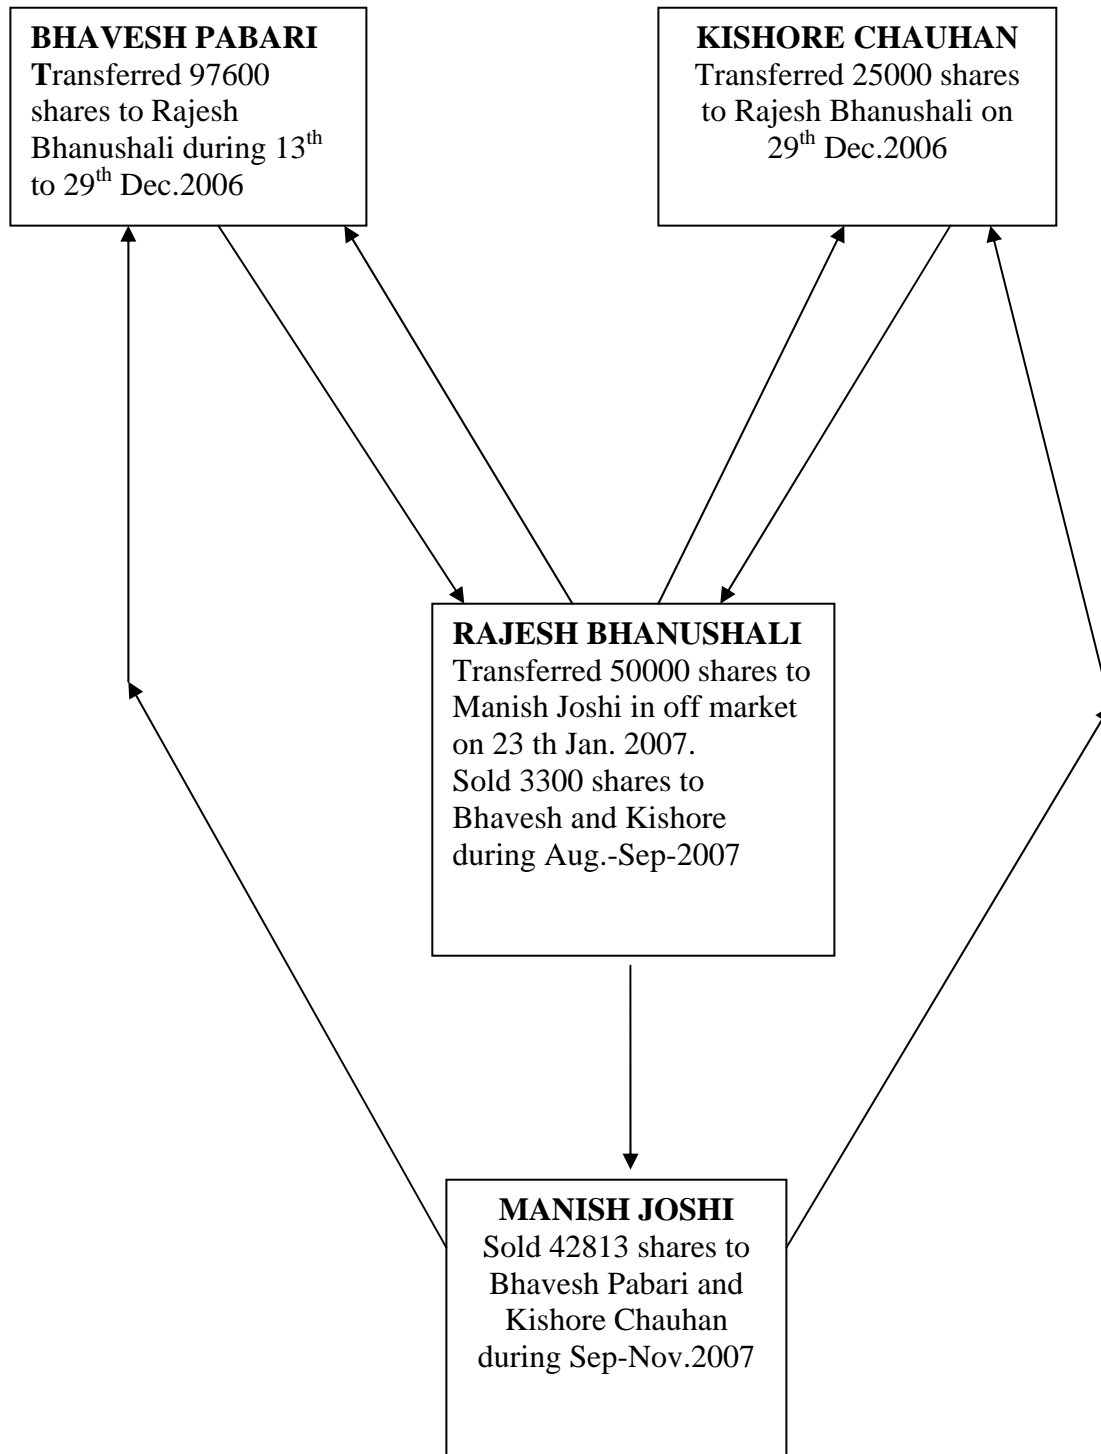 BHAVESH PABARI
Transferred 97600
shares to Rajesh
Bhanushali during 13th
to 29th Dec.2006
KISHORE CHAUHAN
Transferred 25000 shares
to Rajesh Bhanushali on
29th Dec.2006
RAJESH BHANUSHALI
Transferred 50000 shares to
Manish Joshi in off market
on 23 th Jan. 2007.
Sold 3300 shares to
Bhavesh and Kishore
during Aug.-Sep-2007
MANISH JOSHI
Sold 42813 shares to
Bhavesh Pabari and
Kishore Chauhan
during Sep-Nov.2007